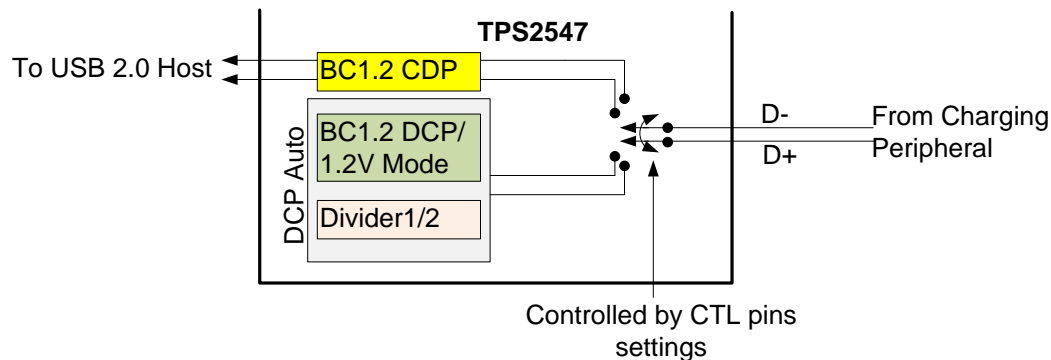 TPS2547
To USB 2.0 Host
BC1.2 CDP
DCP Auto
BC1.2 DCP/
1.2V Mode
Divider1/2
D-
D+
From Charging
Peripheral
Controlled by CTL pins
settings